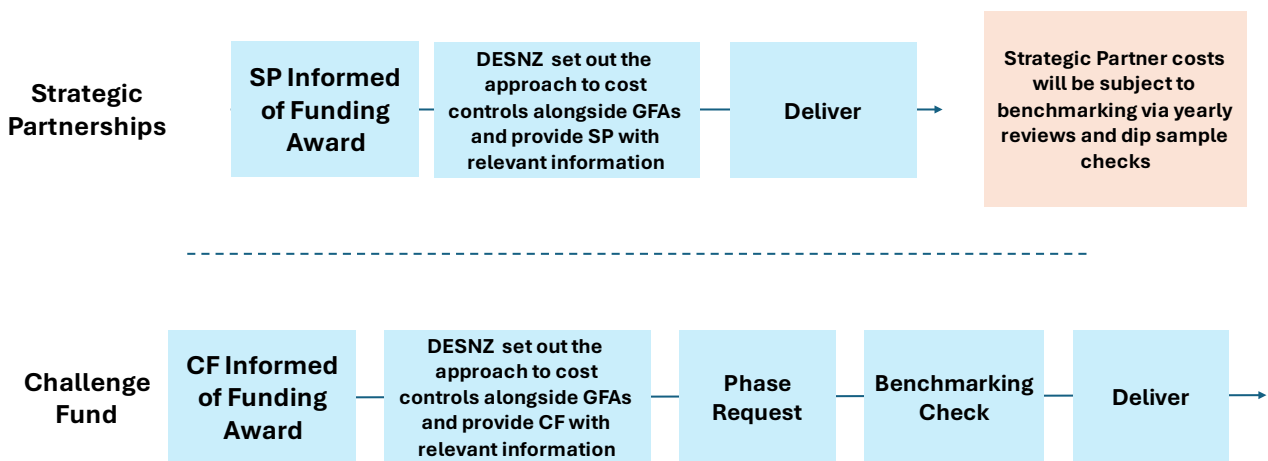 Strategic
Partnerships
SP Informed
of Funding
Award
DESNZ set out the
approach to cost
controls alongside GFAs
and provide SP with
relevant information
Deliver
Strategic Partner costs
will be subject to
benchmarking via yearly
reviews and dip sample
checks
Challenge
Fund
CF Informed
of Funding
Award
DESNZ set out the
approach to cost
controls alongside GFAs
and provide CF with
relevant information
Phase
Request
Benchmarking
Check
Deliver